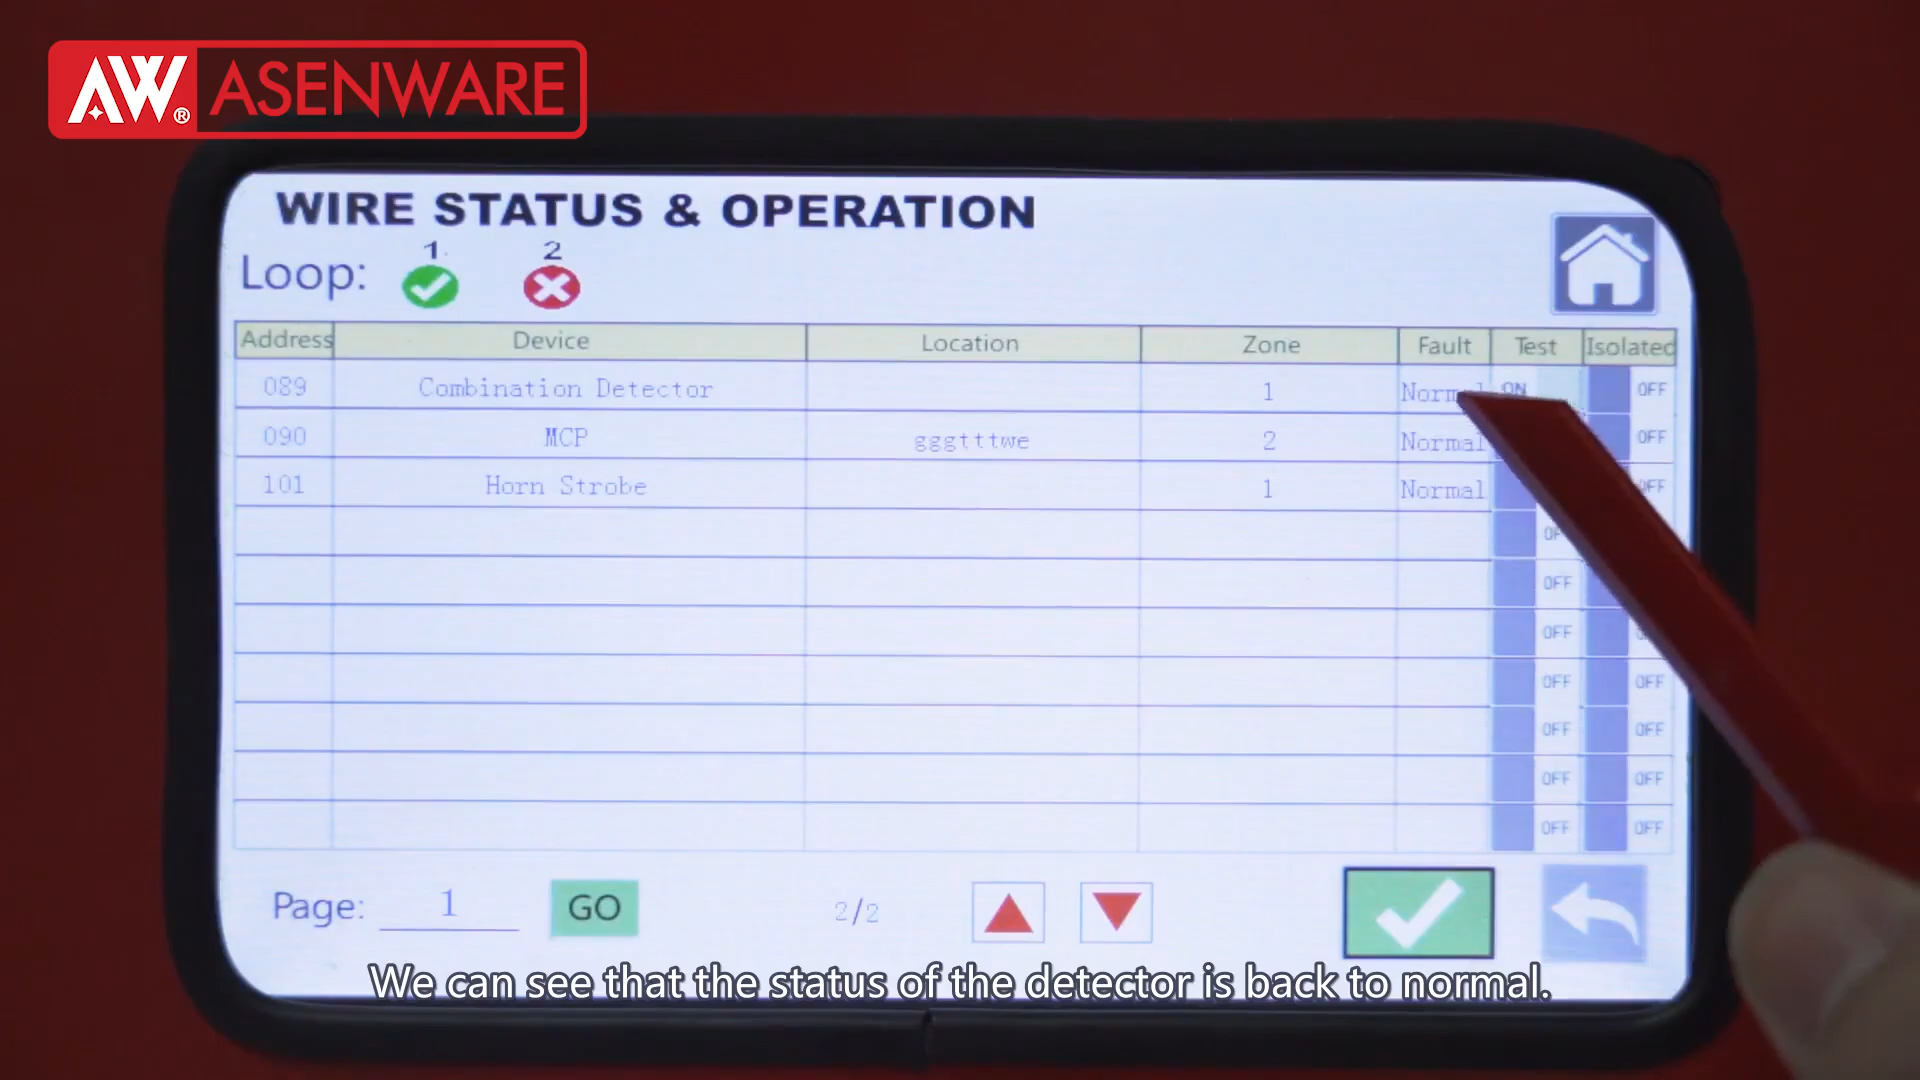 AW® ASENWARE
WIRE STATUS & OPERATION
1 2
Loop:
Address Device Location Zone Fault Test Isolated
089 Combination Detector 1 ON OFF
090 MCP gggtttwe 2 Normal OFF
101 Horn Strobe 1 Normal OFF
OFF
OFF
OFF OFF
OFF OFF
OFF OFF
OFF OFF
Page: 1 GO 2/2
We can see that the status of the detector is back to normal.